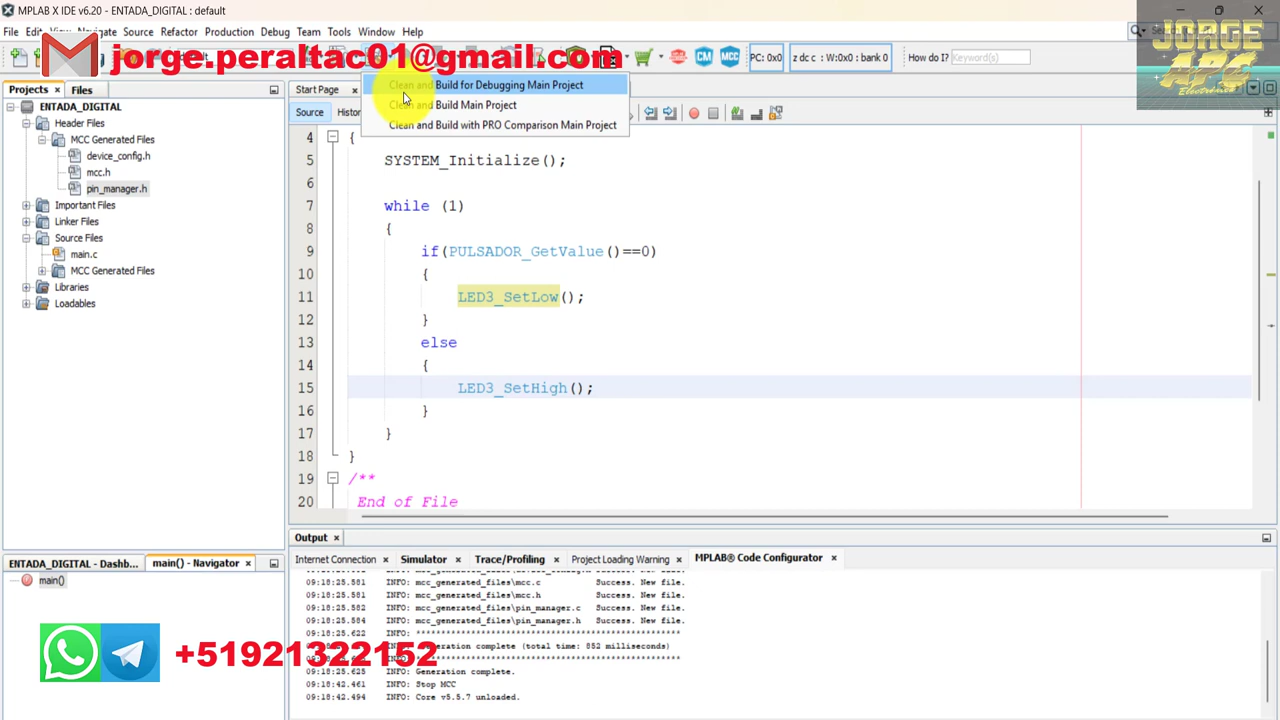 MPLAB X IDE v6.20 - ENTADA_DIGITAL : default
File Edit View Navigate Source Refactor Production Debug Team Tools Window Help
jorge.peraltac01@gmail.com
PC: 0x0
z dc c : W:0x0 : bank 0
How do I? Keyword(s)
JORGE
APC
Electronics
Projects
Files
Start Page
Clean and Build for Debugging Main Project
Clean and Build Main Project
Clean and Build with PRO Comparison Main Project
Source
ENTADA_DIGITAL
Header Files
MCC Generated Files
device_config.h
mcc.h
pin_manager.h
Important Files
Linker Files
Source Files
main.c
MCC Generated Files
Libraries
Loadables
4 {
5 SYSTEM_Initialize();
6
7 while (1)
8 {
9 if(PULSADOR_GetValue()==0)
10 {
11 LED3_SetLow();
12 }
13 else
14 {
15 LED3_SetHigh();
16 }
17 }
18 }
19 /**
20 End of File
ENTADA_DIGITAL - Dashb...
main() - Navigator
main()
Output
Internet Connection
Simulator
Trace/Profiling
Project Loading Warning
MPLAB® Code Configurator
09:18:25.581 INFO: mcc_generated_files\mcc.c Success. New file.
09:18:25.581 INFO: mcc_generated_files\mcc.h Success. New file.
09:18:25.582 INFO: mcc_generated_files\pin_manager.c Success. New file.
09:18:25.584 INFO: mcc_generated_files\pin_manager.h Success. New file.
09:18:25.622 INFO: **************************************************
eneration complete (total time: 852 milliseconds)
**************************************************
09:18:25.625 INFO: Generation complete.
09:18:42.461 INFO: Stop MCC
09:18:42.494 INFO: Core v5.5.7 unloaded.
+51921322152